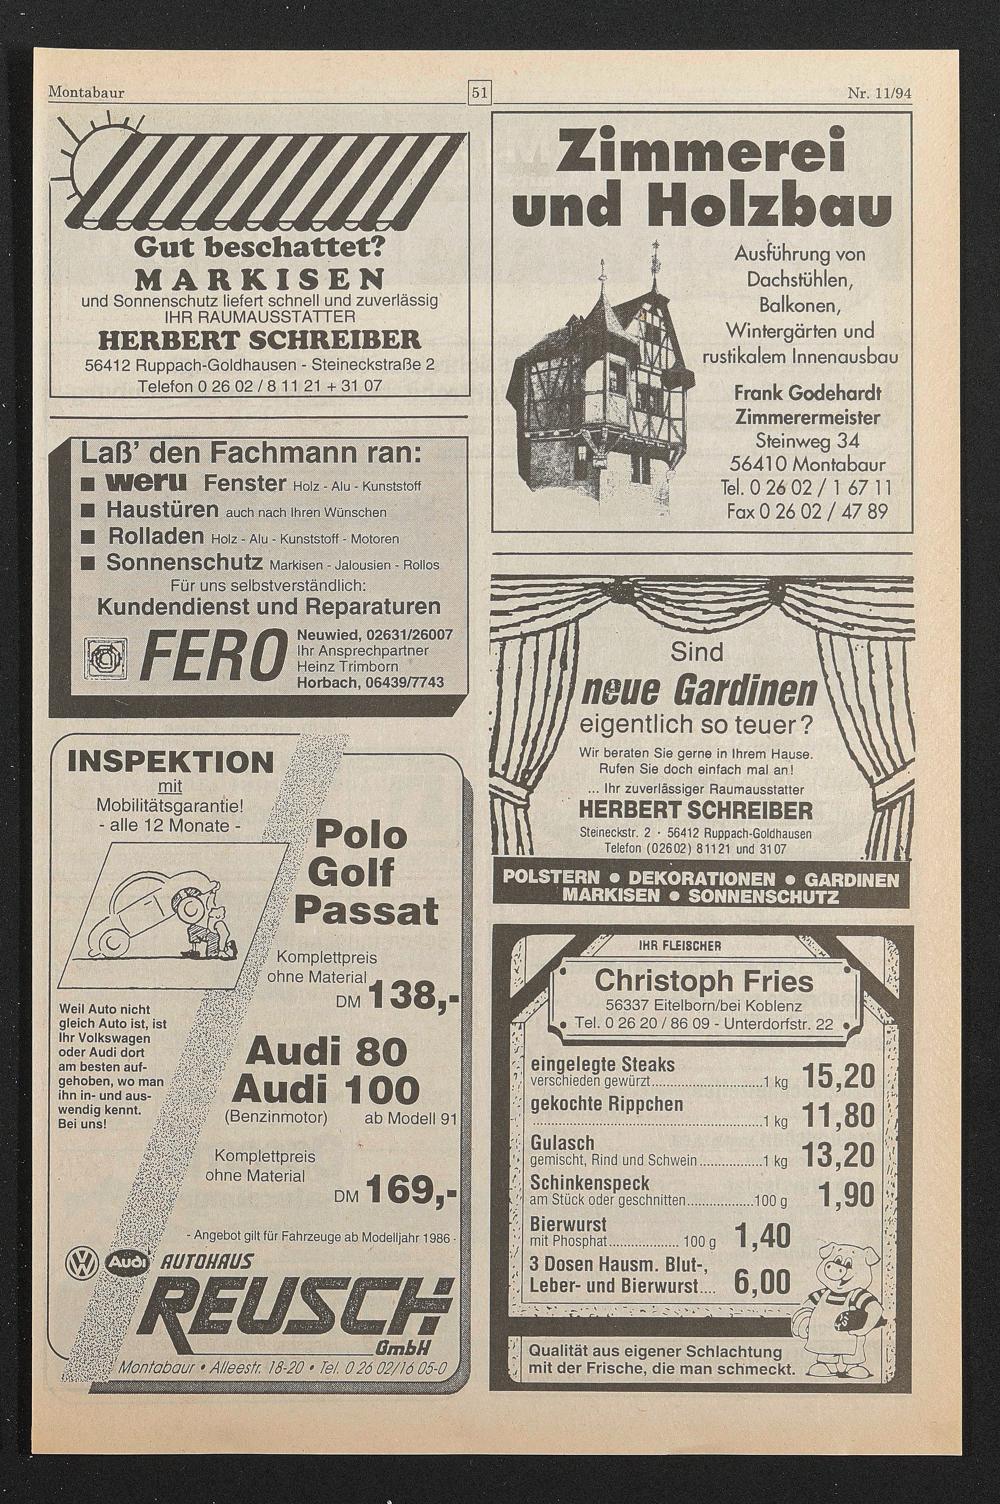 Montabaur
51
Nr. 11/94
Gut beschattet?
MARKISEN
und Sonnenschutz liefert schnell und zuverlässig
IHR RAUMAUSSTATTER
HERBERT SCHREIBER
56412 Ruppach-Goldhausen - Steineckstraße 2
Telefon 0 26 02 / 8 11 21 + 31 07
Laß' den Fachmann ran:
■ weru Fenster Holz - Alu - Kunststoff
■ Haustüren auch nach Ihren Wünschen
■ Rolladen Holz - Alu - Kunststoff - Motoren
■ Sonnenschutz Markisen - Jalousien - Rollos
Für uns selbstverständlich:
Kundendienst und Reparaturen
FERO
Neuwied, 02631/26007
Ihr Ansprechpartner
Heinz Trimborn
Horbach, 06439/7743
INSPEKTION
mit
Mobilitätsgarantie!
- alle 12 Monate -
Polo
Golf
Passat
Komplettpreis
ohne Material
DM 138,-
Weil Auto nicht
gleich Auto ist, ist
Ihr Volkswagen
oder Audi dort
am besten auf-
gehoben, wo man
ihn in- und aus-
wendig kennt.
Bei uns!
Audi 80
Audi 100
(Benzinmotor) ab Modell 91
Komplettpreis
ohne Material
DM 169,-
- Angebot gilt für Fahrzeuge ab Modelljahr 1986 -
VW Audi AUTOHAUS
REUSCH
GmbH
Montabaur • Alleestr. 18-20 • Tel. 0 26 02/16 05-0
Zimmerei
und Holzbau
Ausführung von
Dachstühlen,
Balkonen,
Wintergärten und
rustikalem Innenausbau
Frank Godehardt
Zimmerermeister
Steinweg 34
56410 Montabaur
Tel. 0 26 02 / 1 67 11
Fax 0 26 02 / 47 89
Sind
neue Gardinen
eigentlich so teuer?
Wir beraten Sie gerne in Ihrem Hause.
Rufen Sie doch einfach mal an!
... Ihr zuverlässiger Raumausstatter
HERBERT SCHREIBER
Steineckstr. 2 · 56412 Ruppach-Goldhausen
Telefon (02602) 81121 und 3107
POLSTERN ● DEKORATIONEN ● GARDINEN
MARKISEN ● SONNENSCHUTZ
IHR FLEISCHER
Christoph Fries
56337 Eitelborn/bei Koblenz
Tel. 0 26 20 / 86 09 - Unterdorfstr. 22
eingelegte Steaks
verschieden gewürzt............................1 kg 15,20
gekochte Rippchen
..........................................................1 kg 11,80
Gulasch
gemischt, Rind und Schwein................1 kg 13,20
Schinkenspeck
am Stück oder geschnitten.................100 g 1,90
Bierwurst
mit Phosphat.................. 100 g 1,40
3 Dosen Hausm. Blut-,
Leber- und Bierwurst.... 6,00
Qualität aus eigener Schlachtung
mit der Frische, die man schmeckt.